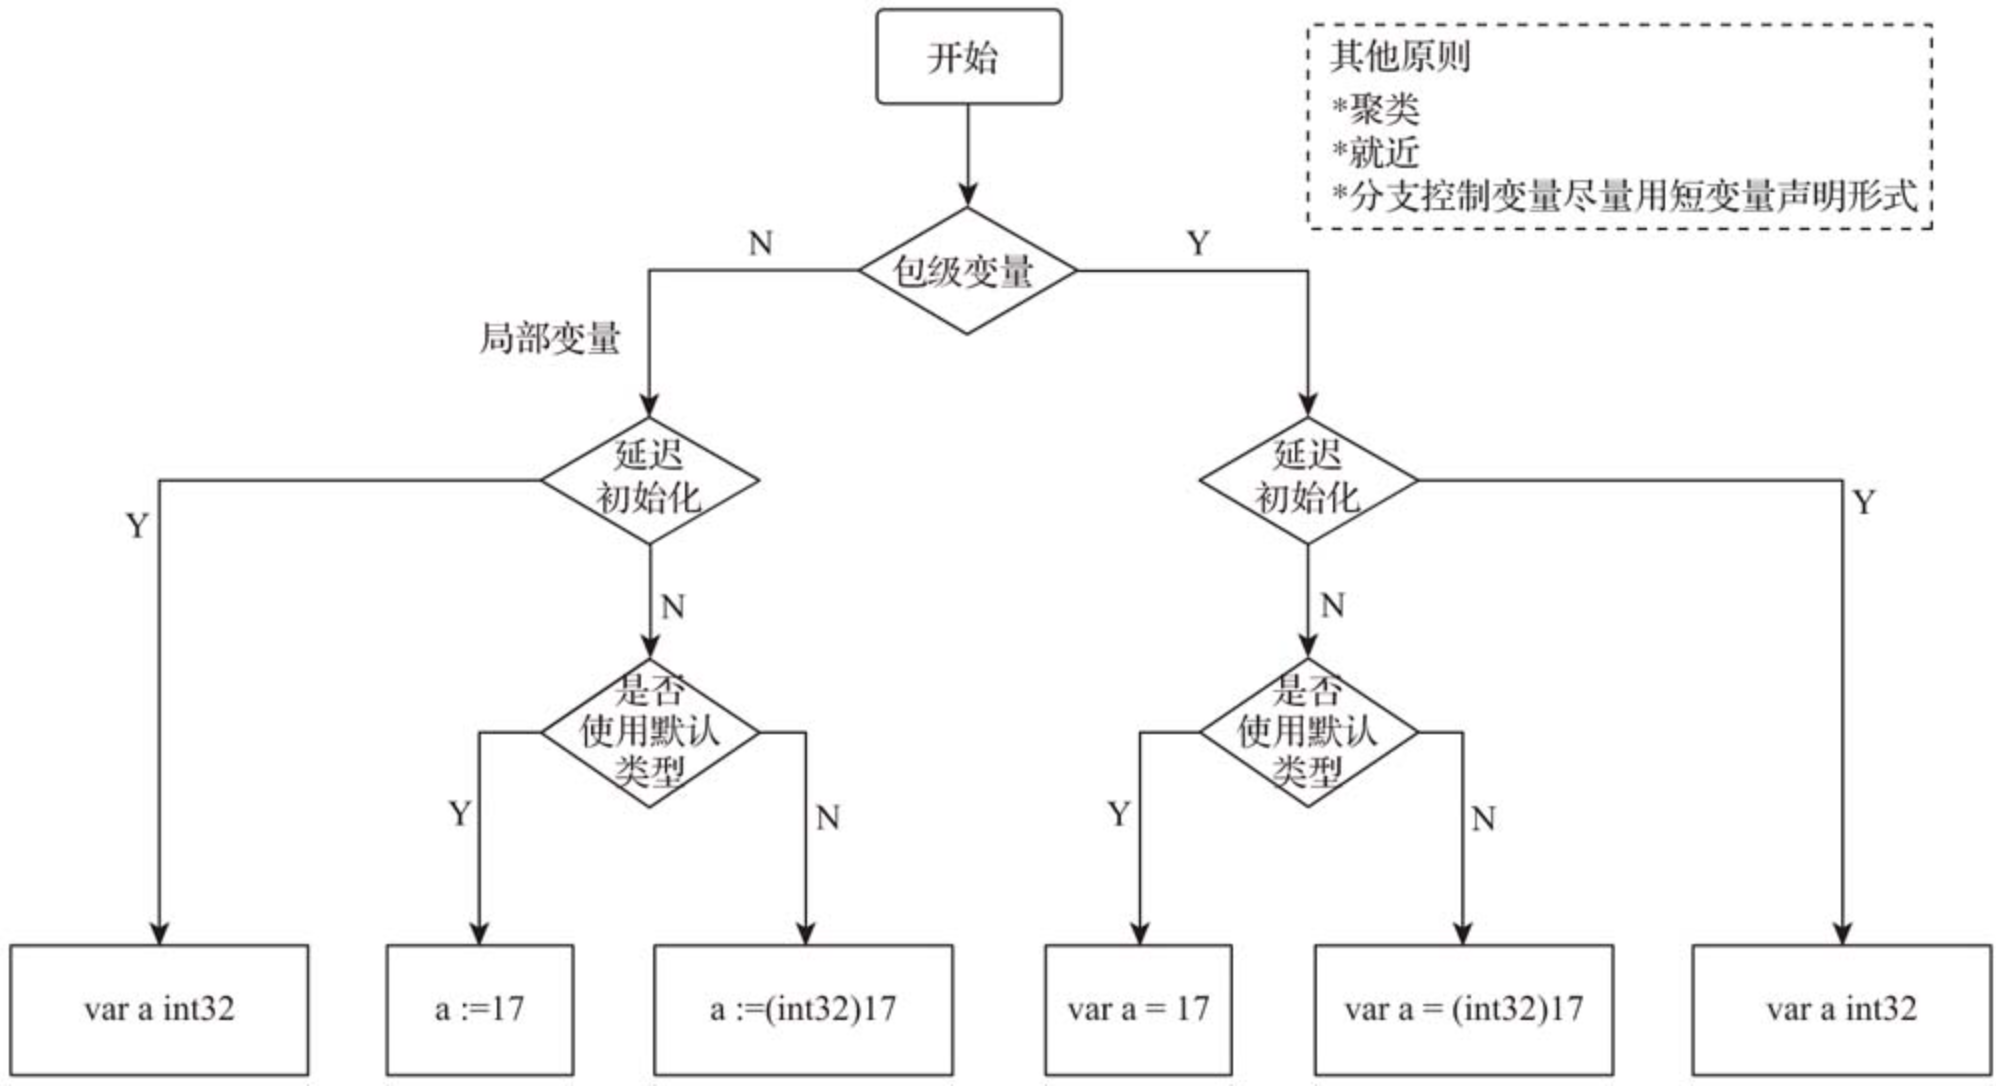 开始
其他原则
*聚类
*就近
*分支控制变量尽量用短变量声明形式
N
包级变量
Y
局部变量
延迟
初始化
延迟
初始化
Y
Y
N
N
是否
使用默认
类型
是否
使用默认
类型
Y
N
Y
N
var a int32
a :=17
a :=(int32)17
var a = 17
var a = (int32)17
var a int32